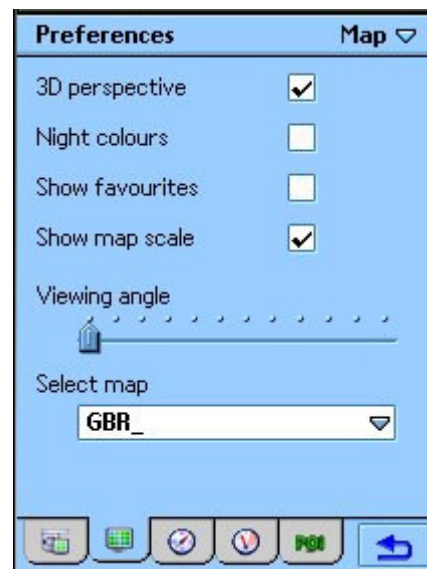 Preferences Map
3D perspective
Night colours
Show favourites
Show map scale
Viewing angle
Select map
GBR_
POI